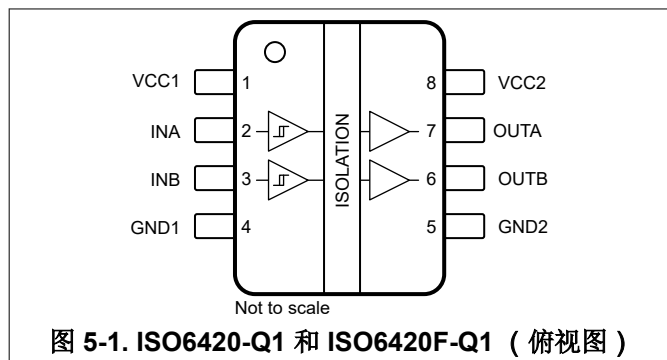 VCC1 1 8 VCC2
INA 2 7 OUTA
INB 3 6 OUTB
GND1 4 5 GND2
ISOLATION
Not to scale
图 5-1. ISO6420-Q1 和 ISO6420F-Q1 （俯视图）